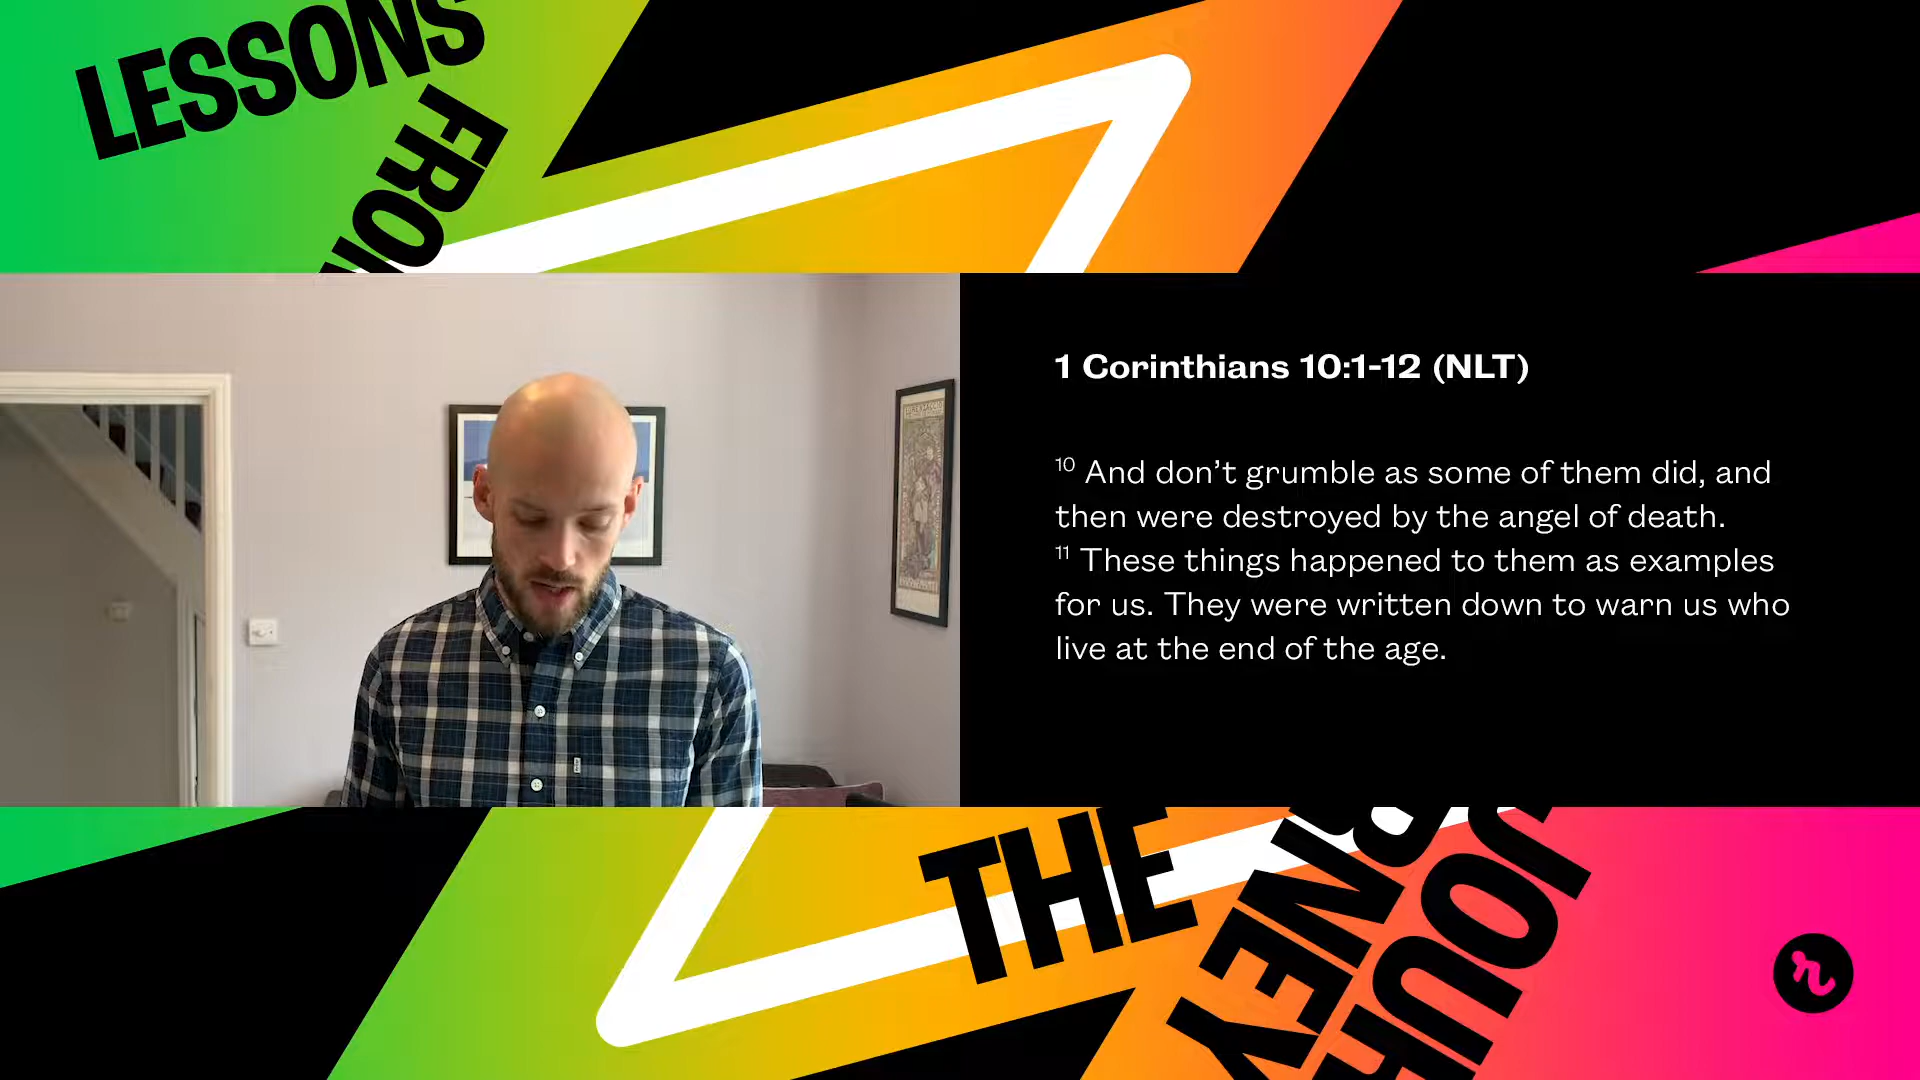 LESSONS
FROM
1 Corinthians 10:1-12 (NLT)
10 And don’t grumble as some of them did, and
then were destroyed by the angel of death.
11 These things happened to them as examples
for us. They were written down to warn us who
live at the end of the age.
THE
JOURNEY